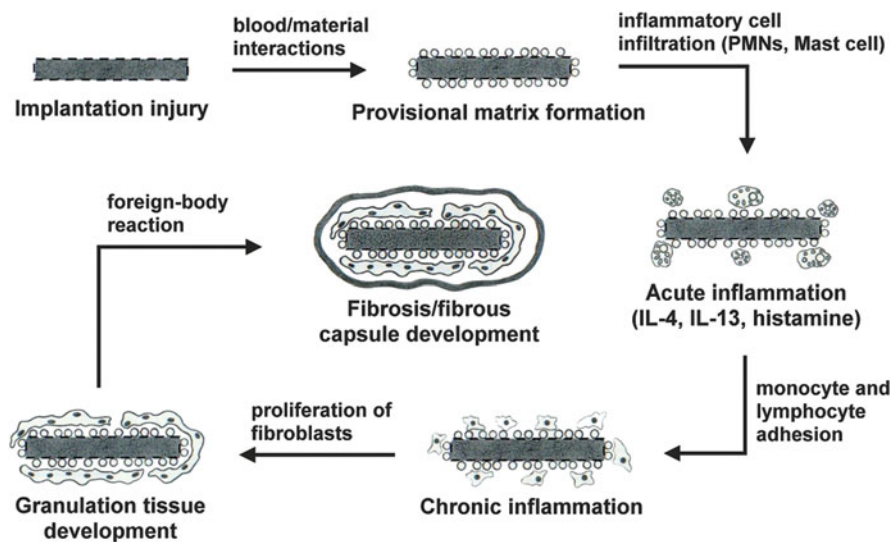 blood/material
interactions
inflammatory cell
infiltration (PMNs, Mast cell)
Implantation injury
Provisional matrix formation
foreign-body
reaction
Fibrosis/fibrous
capsule development
Acute inflammation
(IL-4, IL-13, histamine)
monocyte and
lymphocyte
adhesion
proliferation of
fibroblasts
Chronic inflammation
Granulation tissue
development